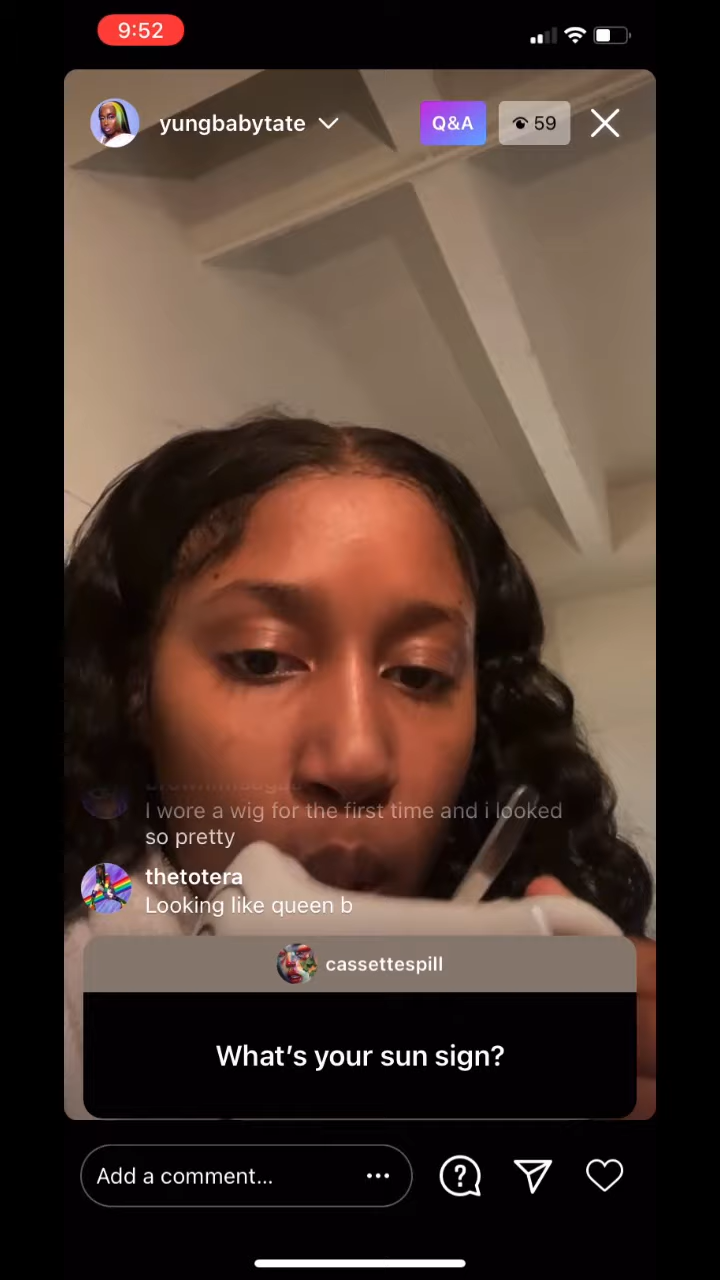 9:52
yungbabytate
Q&A
59
I wore a wig for the first time and i looked
so pretty
thetotera
Looking like queen b
cassettespill
What's your sun sign?
Add a comment...